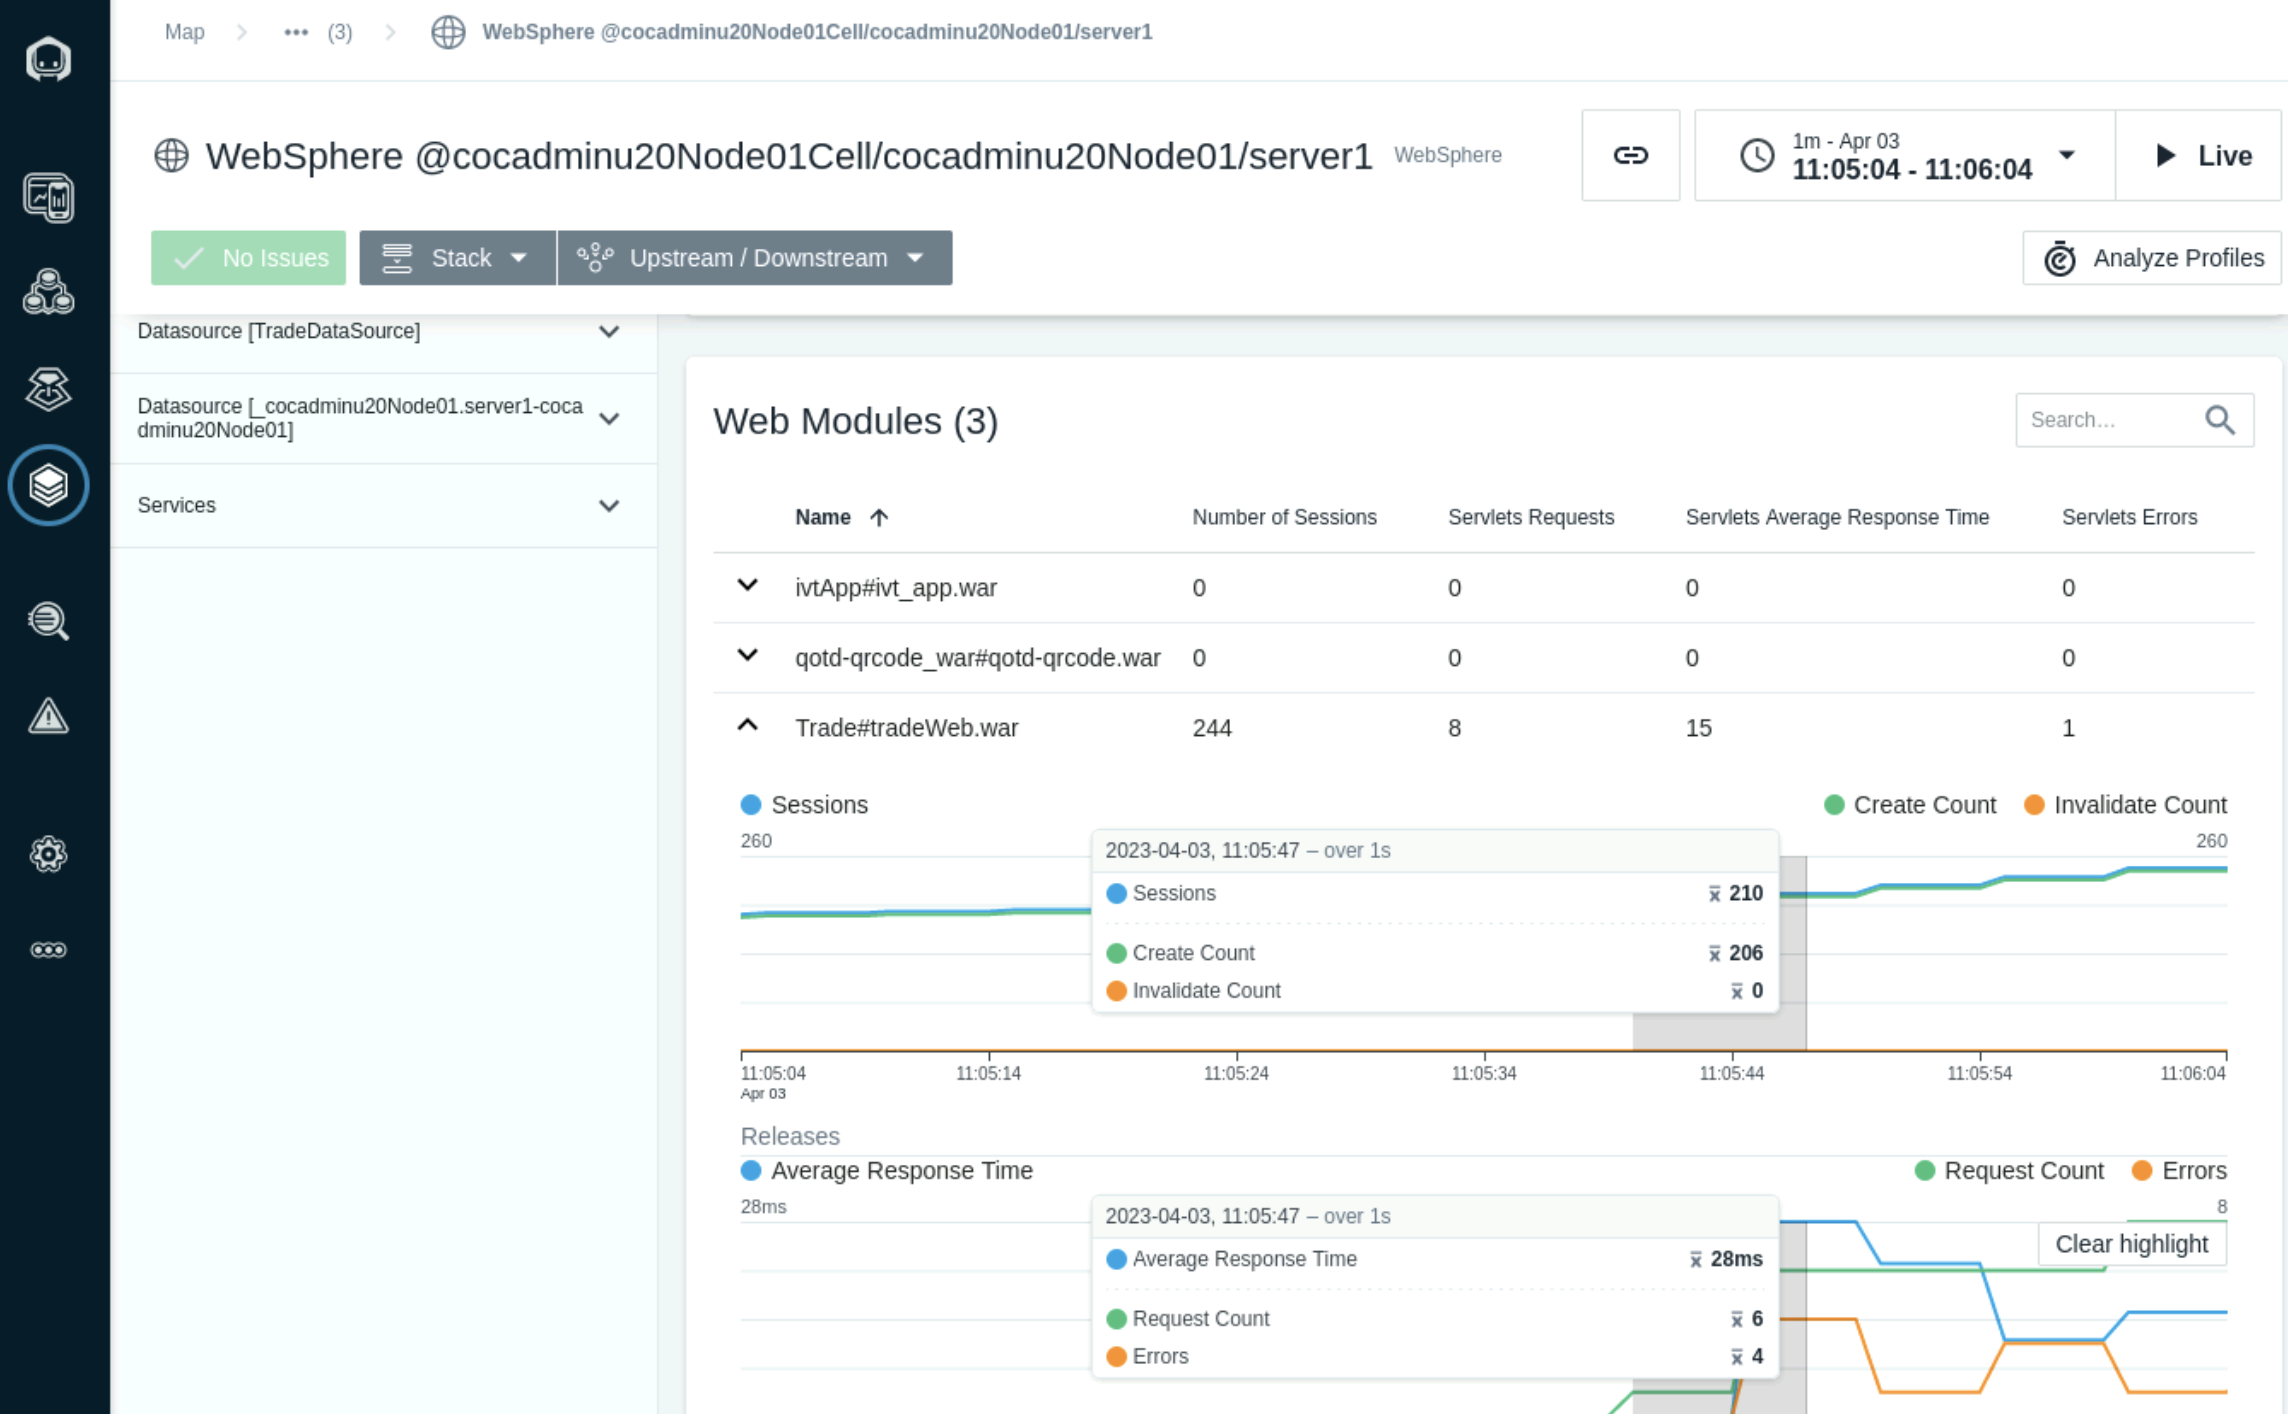 Map ••• (3) WebSphere @cocadminu20Node01Cell/cocadminu20Node01/server1
WebSphere @cocadminu20Node01Cell/cocadminu20Node01/server1 WebSphere
1m - Apr 03
11:05:04 - 11:06:04
Live
No Issues Stack Upstream / Downstream Analyze Profiles
Datasource [TradeDataSource]
Datasource [_cocadminu20Node01.server1-coca
dminu20Node01]
Services
Web Modules (3)
Search...
Name Number of Sessions Servlets Requests Servlets Average Response Time Servlets Errors
ivtApp#ivt_app.war 0 0 0 0
qotd-qrcode_war#qotd-qrcode.war 0 0 0 0
Trade#tradeWeb.war 244 8 15 1
Sessions Create Count Invalidate Count
260 260
2023-04-03, 11:05:47 – over 1s
Sessions x̄ 210
Create Count x̄ 206
Invalidate Count x̄ 0
11:05:04 11:05:14 11:05:24 11:05:34 11:05:44 11:05:54 11:06:04
Apr 03
Releases
Average Response Time Request Count Errors
28ms 8
2023-04-03, 11:05:47 – over 1s
Clear highlight
Average Response Time x̄ 28ms
Request Count x̄ 6
Errors x̄ 4